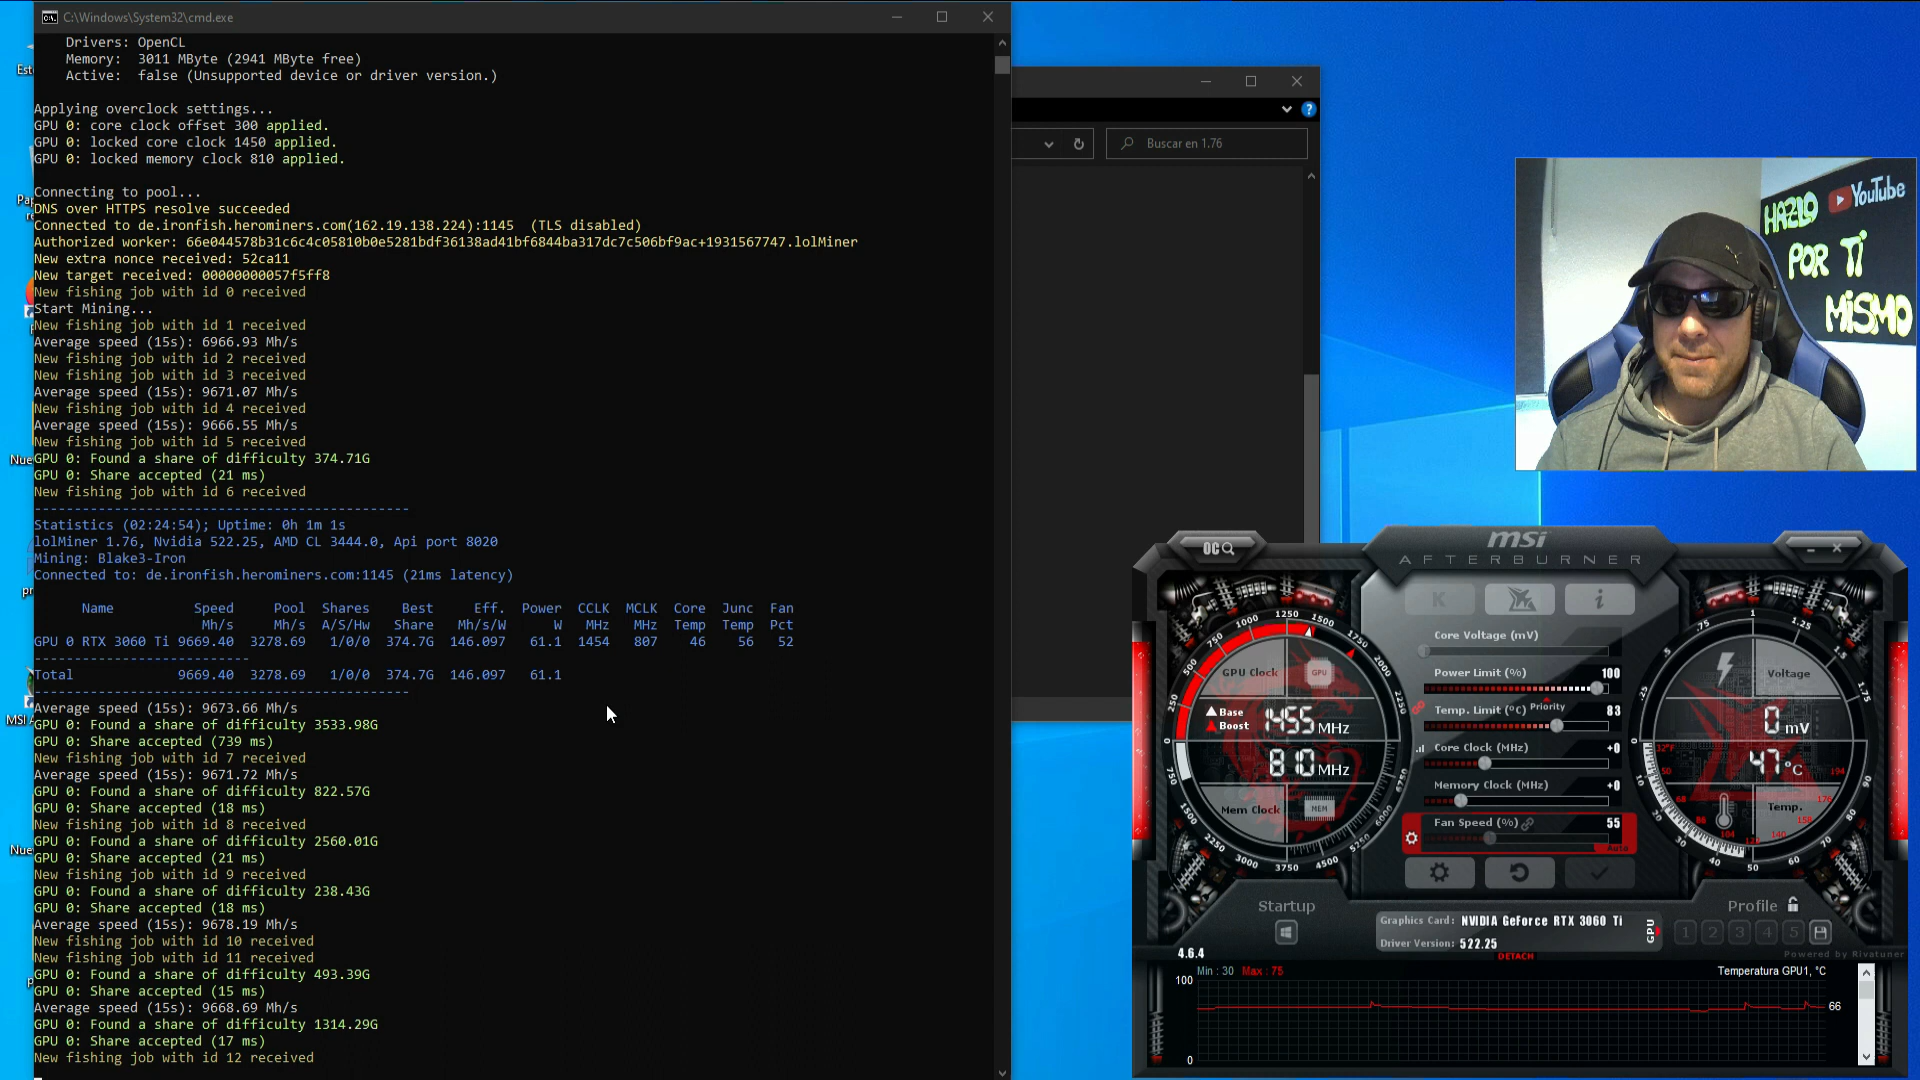 C:\Windows\System32\cmd.exe
Drivers: OpenCL
Memory: 3011 MByte (2941 MByte free)
Active: false (Unsupported device or driver version.)
Applying overclock settings...
GPU 0: core clock offset 300 applied.
GPU 0: locked core clock 1450 applied.
GPU 0: locked memory clock 810 applied.
Connecting to pool...
DNS over HTTPS resolve succeeded
Connected to de.ironfish.herominers.com(162.19.138.224):1145 (TLS disabled)
Authorized worker: 66e044578b31c6c4c05810b0e5281bdf36138ad41bf6844ba317dc7c506bf9ac+1931567747.lolMiner
New extra nonce received: 52ca11
New target received: 00000000057f5ff8
New fishing job with id 0 received
Start Mining...
New fishing job with id 1 received
Average speed (15s): 6966.93 Mh/s
New fishing job with id 2 received
New fishing job with id 3 received
Average speed (15s): 9671.07 Mh/s
New fishing job with id 4 received
Average speed (15s): 9666.55 Mh/s
New fishing job with id 5 received
GPU 0: Found a share of difficulty 374.71G
GPU 0: Share accepted (21 ms)
New fishing job with id 6 received
---------------------------------------------
Statistics (02:24:54); Uptime: 0h 1m 1s
lolMiner 1.76, Nvidia 522.25, AMD CL 3444.0, Api port 8020
Mining: Blake3-Iron
Connected to: de.ironfish.herominers.com:1145 (21ms latency)
Name Speed Pool Shares Best Eff. Power CCLK MCLK Core Junc Fan
Mh/s Mh/s A/S/Hw Share Mh/s/W W MHz MHz Temp Temp Pct
GPU 0 RTX 3060 Ti 9669.40 3278.69 1/0/0 374.7G 146.097 61.1 1454 807 46 56 52
---------------------------
Total 9669.40 3278.69 1/0/0 374.7G 146.097 61.1
---------------------------------------------
Average speed (15s): 9673.66 Mh/s
GPU 0: Found a share of difficulty 3533.98G
GPU 0: Share accepted (739 ms)
New fishing job with id 7 received
Average speed (15s): 9671.72 Mh/s
GPU 0: Found a share of difficulty 822.57G
GPU 0: Share accepted (18 ms)
New fishing job with id 8 received
GPU 0: Found a share of difficulty 2560.01G
GPU 0: Share accepted (21 ms)
New fishing job with id 9 received
GPU 0: Found a share of difficulty 238.43G
GPU 0: Share accepted (18 ms)
Average speed (15s): 9678.19 Mh/s
New fishing job with id 10 received
New fishing job with id 11 received
GPU 0: Found a share of difficulty 493.39G
GPU 0: Share accepted (15 ms)
Average speed (15s): 9668.69 Mh/s
GPU 0: Found a share of difficulty 1314.29G
GPU 0: Share accepted (17 ms)
New fishing job with id 12 received
Buscar en 1.76
YouTube
HAZLO
POR Ti
MiSMO
OC
msi
AFTERBURNER
K
i
GPU Clock
GPU
Base
Boost
1455 MHz
810 MHz
Mem Clock
MEM
Core Voltage (mV)
Power Limit (%) 100
Priority
Temp. Limit (°C) 83
Core Clock (MHz) +0
Memory Clock (MHz) +0
Fan Speed (%) 55
Auto
Voltage
0 mV
47 °C
Temp.
Startup
Profile
1 2 3 4 5
Graphics Card: NVIDIA GeForce RTX 3060 Ti
Driver Version: 522.25
GPU
4.6.4
DETACH
Powered by Rivatuner
Min : 30 Max : 75
Temperatura GPU1, °C
100
66
0